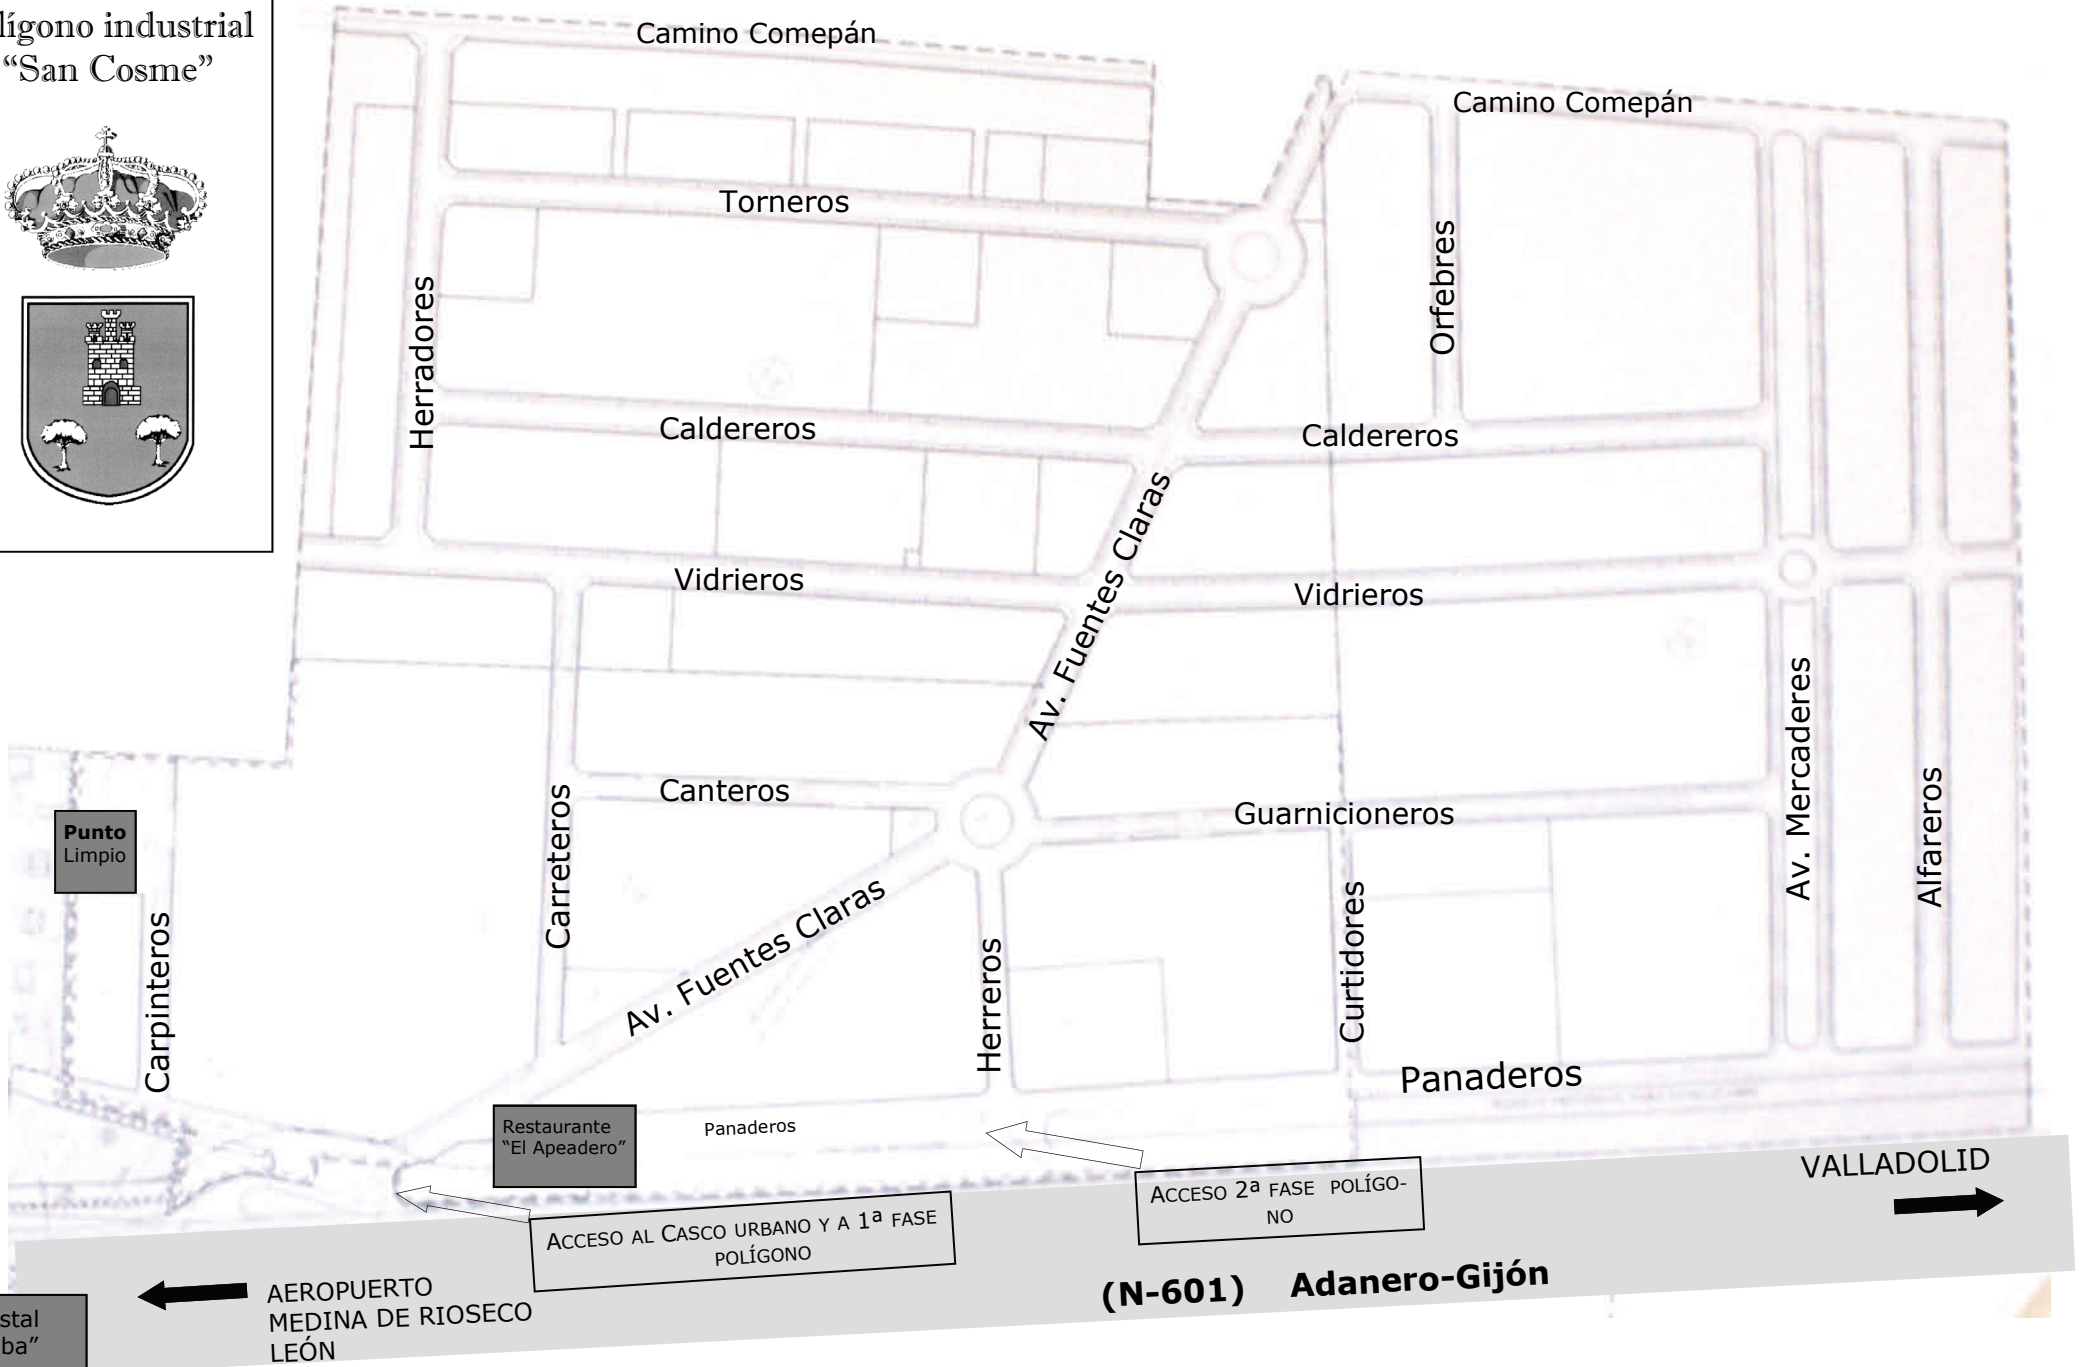 lígono industrial
“San Cosme”
Camino Comepán
Camino Comepán
Torneros
Herradores
Orfebres
Caldereros
Caldereros
Av. Fuentes Claras
Vidrieros
Vidrieros
Canteros
Guarnicioneros
Carreteros
Av. Mercaderes
Alfareros
Punto
Limpio
Carpinteros
Av. Fuentes Claras
Herreros
Curtidores
Panaderos
Restaurante
“El Apeadero”
Panaderos
ACCESO 2ª FASE POLÍGO-
NO
VALLADOLID
ACCESO AL CASCO URBANO Y A 1ª FASE
POLÍGONO
(N-601) Adanero-Gijón
AEROPUERTO
MEDINA DE RIOSECO
LEÓN
stal
ba”